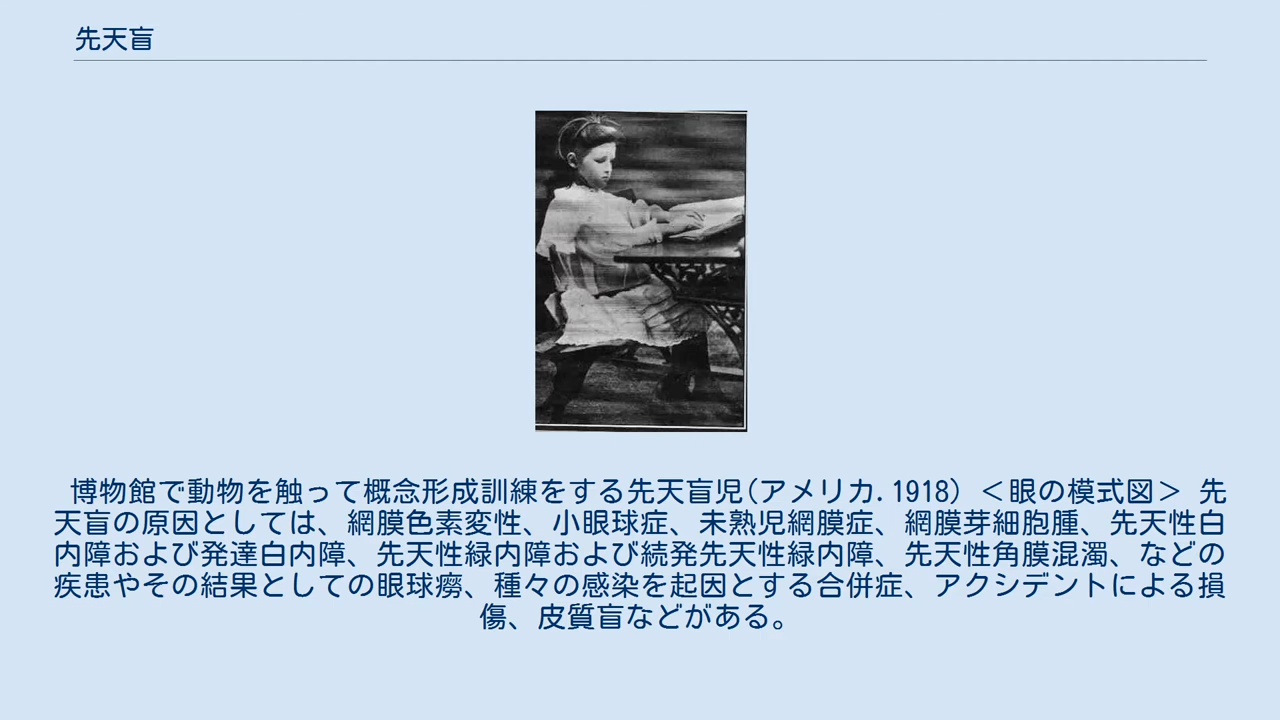 先天盲
博物館で動物を触って概念形成訓練をする先天盲児(アメリカ.1918) <眼の模式図> 先
天盲の原因としては、網膜色素変性、小眼球症、未熟児網膜症、網膜芽細胞腫、先天性白
内障および発達白内障、先天性緑内障および続発先天性緑内障、先天性角膜混濁、などの
疾患やその結果としての眼球癆、種々の感染を起因とする合併症、アクシデントによる損
傷、皮質盲などがある。